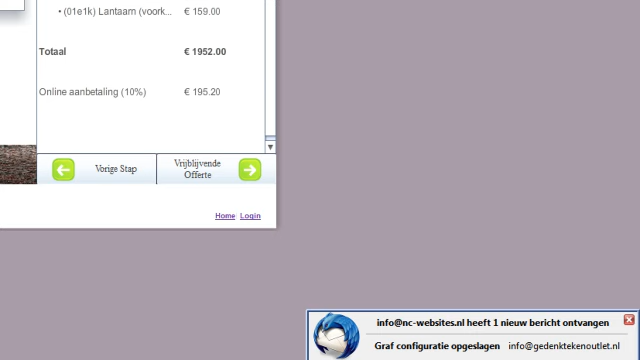 • (01e1k) Lantaam (voork... € 159.00
Totaal € 1952.00
Online aanbetaling (10%) € 195.20
Vorige Stap
Vrijblijvende
Offerte
Home Login
info@nc-websites.nl heeft 1 nieuw bericht ontvangen
Graf configuratie opgeslagen info@gedenktekenoutlet.nl